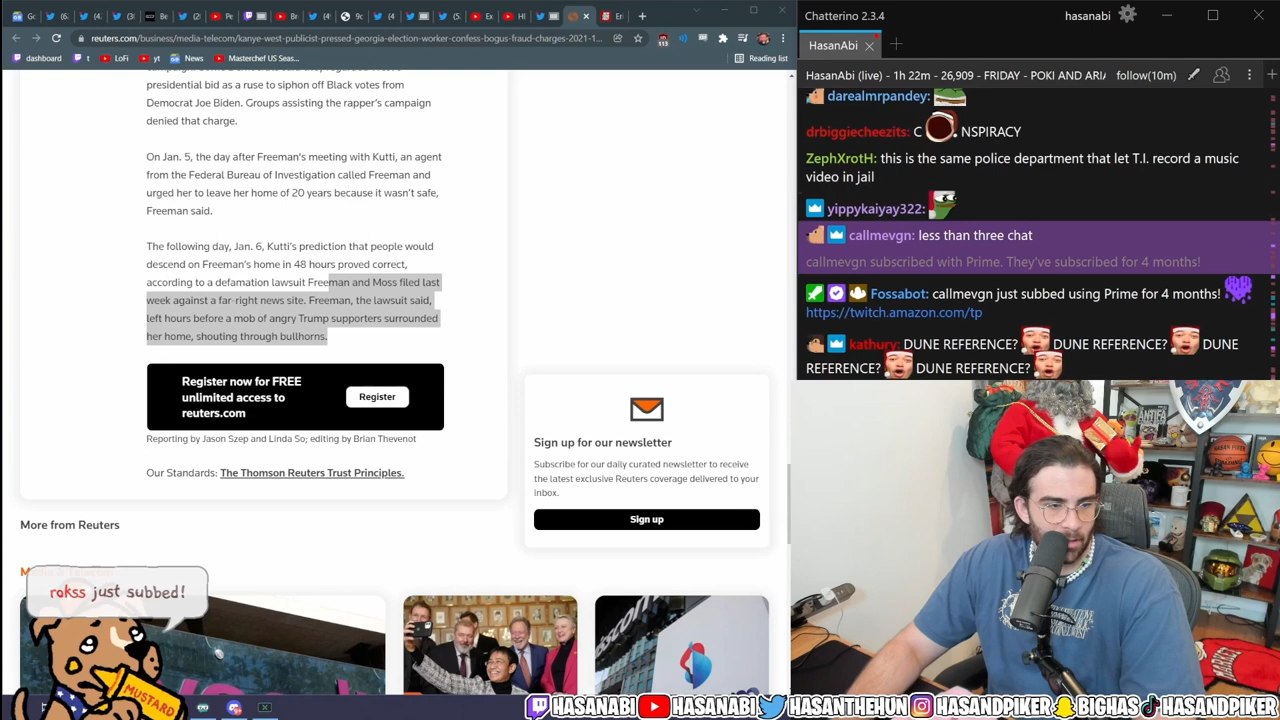 reuters.com/business/media-telecom/kanye-west-publicist-pressed-georgia-election-worker-confess-bogus-fraud-charges-2021-1...
dashboard
t
LoFi
yt
News
Masterchef US Seas...
Reading list
presidential bid as a ruse to siphon off Black votes from
Democrat Joe Biden. Groups assisting the rapper's campaign
denied that charge.
On Jan. 5, the day after Freeman's meeting with Kutti, an agent
from the Federal Bureau of Investigation called Freeman and
urged her to leave her home of 20 years because it wasn't safe,
Freeman said.
The following day, Jan. 6, Kutti's prediction that people would
descend on Freeman's home in 48 hours proved correct,
according to a defamation lawsuit Freeman and Moss filed last
week against a far-right news site. Freeman, the lawsuit said,
left hours before a mob of angry Trump supporters surrounded
her home, shouting through bullhorns.
Register now for FREE
unlimited access to
reuters.com
Register
Reporting by Jason Szep and Linda So; editing by Brian Thevenot
Our Standards: The Thomson Reuters Trust Principles.
More from Reuters
Sign up for our newsletter
Subscribe for our daily curated newsletter to receive
the latest exclusive Reuters coverage delivered to your
inbox.
Sign up
rakss just subbed!
MUSTARD
Chatterino 2.3.4
hasanabi
HasanAbi
HasanAbi (live) - 1h 22m - 26,909 - FRIDAY - POKI AND ARIA
follow(10m)
darealmrpandey:
drbiggiecheezits: C NSPIRACY
ZephXrotH: this is the same police department that let T.I. record a music
video in jail
yippykaiyay322:
callmevgn: less than three chat
callmevgn subscribed with Prime. They've subscribed for 4 months!
Fossabot: callmevgn just subbed using Prime for 4 months!
https://twitch.amazon.com/tp
kathury: DUNE REFERENCE? DUNE REFERENCE? DUNE
REFERENCE? DUNE REFERENCE?
ANTIFA
HASANABI
HASANABI
HASANTHEHUN
HASANDPIKER
BIGHAS
HASANDPIKER